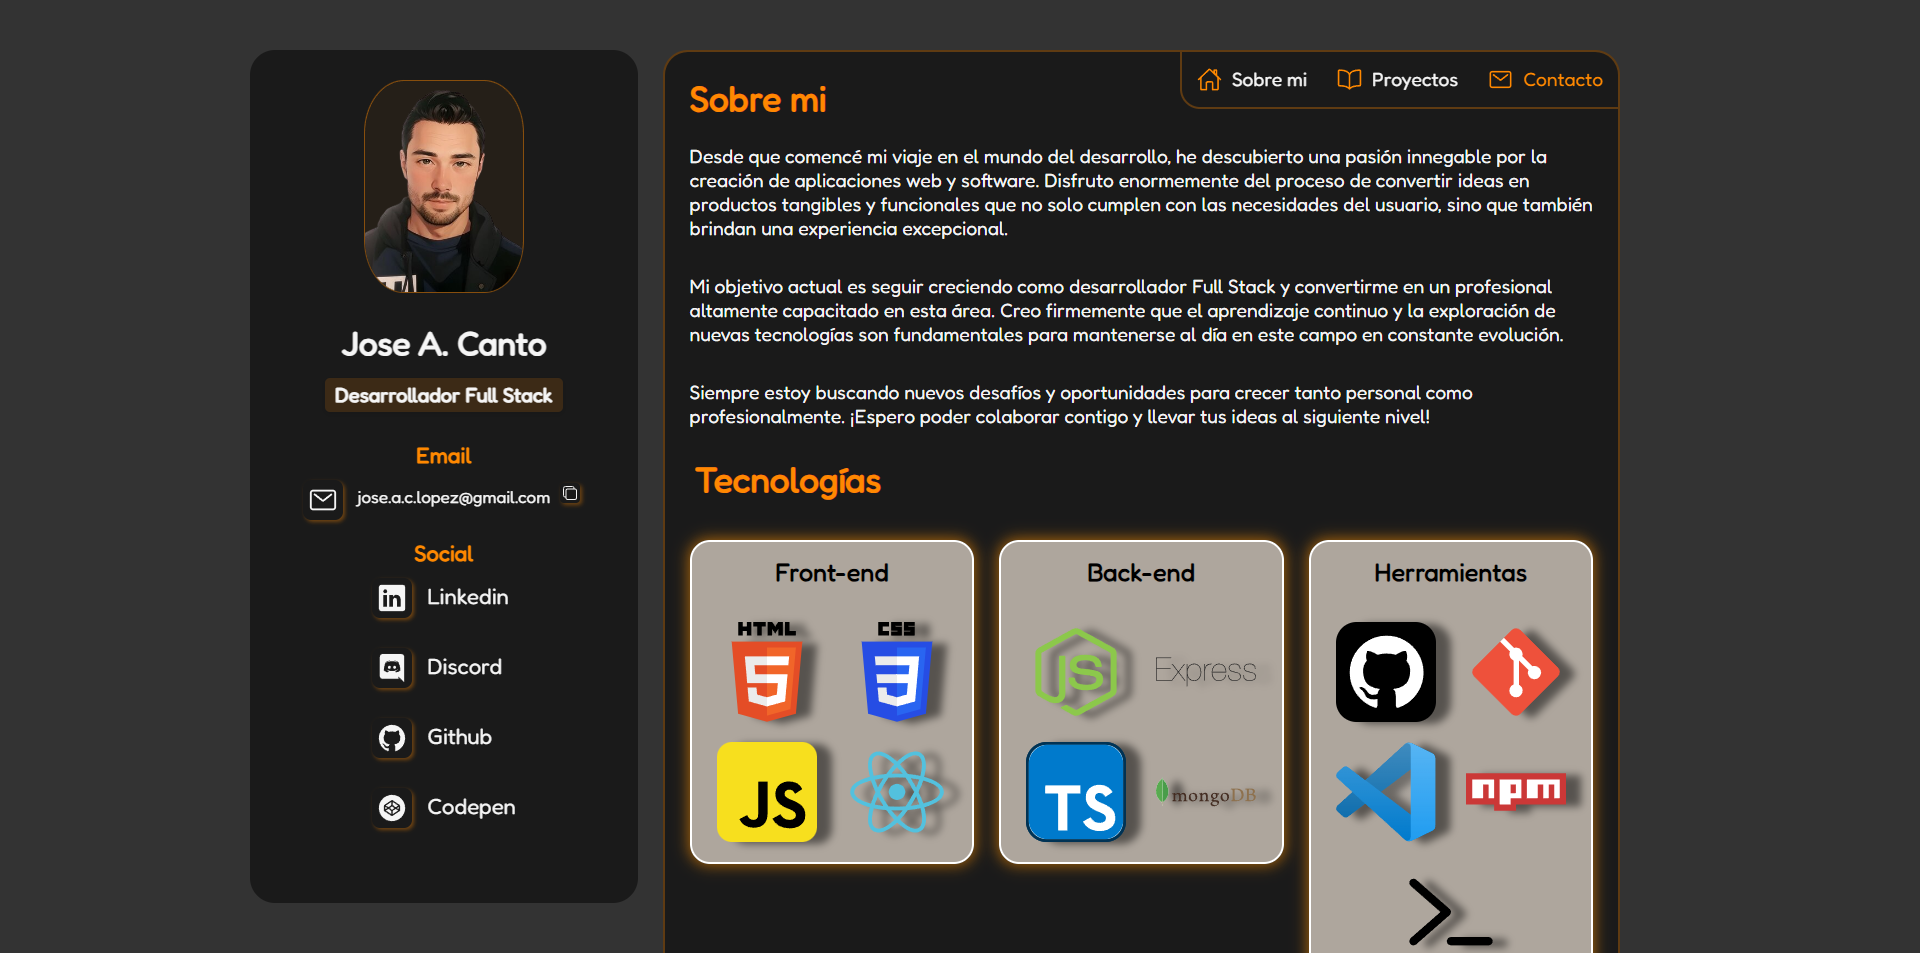 Jose A. Canto
Desarrollador Full Stack
Email
jose.a.c.lopez@gmail.com
Social
Linkedin
Discord
Github
Codepen
Sobre mi
Proyectos
Contacto
Sobre mi
Desde que comencé mi viaje en el mundo del desarrollo, he descubierto una pasión innegable por la
creación de aplicaciones web y software. Disfruto enormemente del proceso de convertir ideas en
productos tangibles y funcionales que no solo cumplen con las necesidades del usuario, sino que también
brindan una experiencia excepcional.
Mi objetivo actual es seguir creciendo como desarrollador Full Stack y convertirme en un profesional
altamente capacitado en esta área. Creo firmemente que el aprendizaje continuo y la exploración de
nuevas tecnologías son fundamentales para mantenerse al día en este campo en constante evolución.
Siempre estoy buscando nuevos desafíos y oportunidades para crecer tanto personal como
profesionalmente. ¡Espero poder colaborar contigo y llevar tus ideas al siguiente nivel!
Tecnologías
Front-end
HTML
5
CSS
3
JS
Back-end
JS
Express
TS
mongoDB
Herramientas
npm
>_